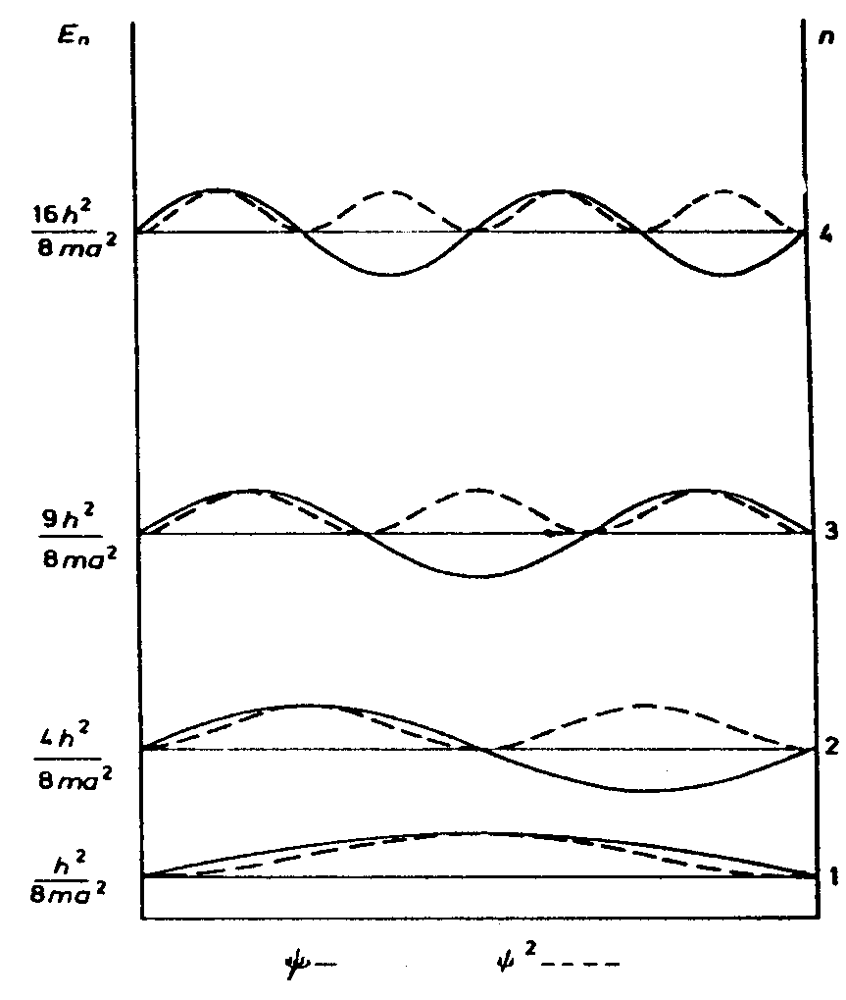 Eₙ n
16h²
8ma² 4
9h²
8ma² 3
4h²
8ma² 2
h²
8ma² 1
ψ— ψ²----